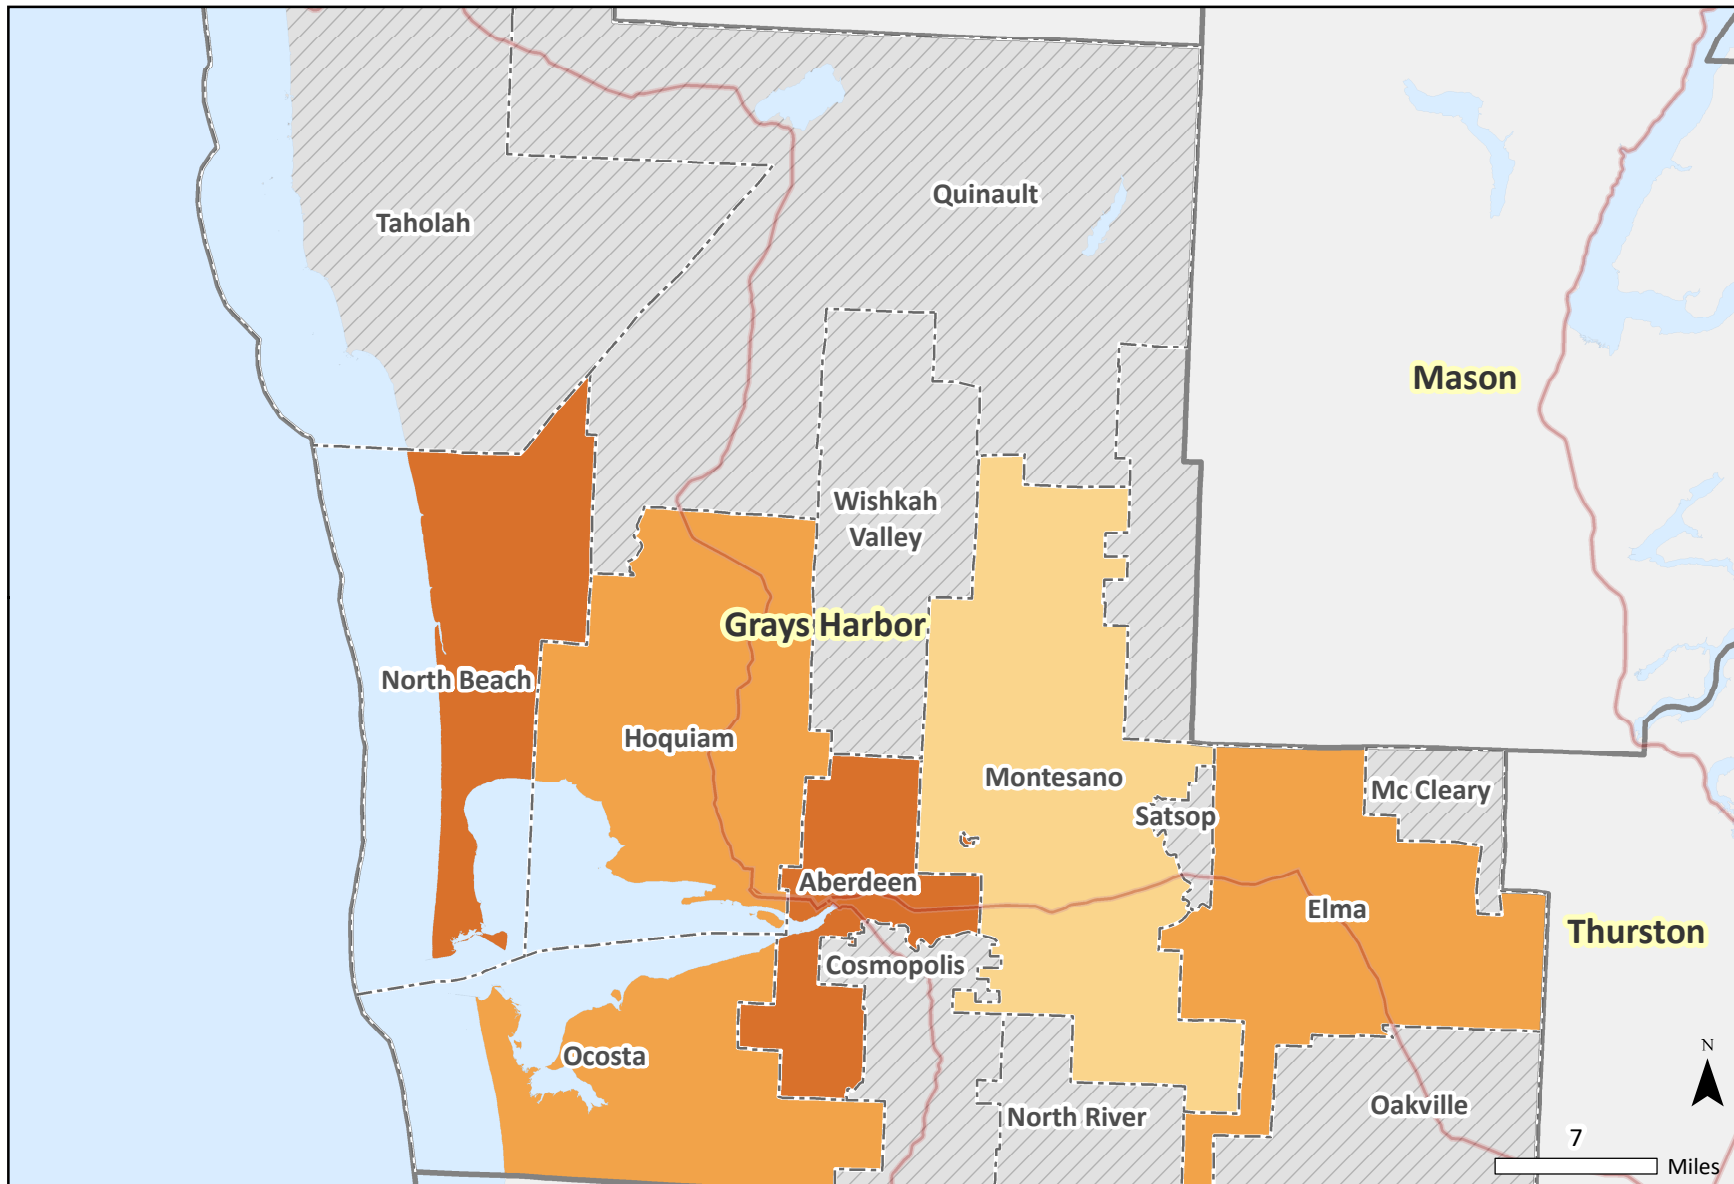 Quinault
Taholah
Mason
Wishkah
Valley
Grays Harbor
North Beach
Hoquiam
Montesano
Mc Cleary
Satsop
Aberdeen
Elma
Thurston
Cosmopolis
Ocosta
N
Oakville
North River
7
Miles